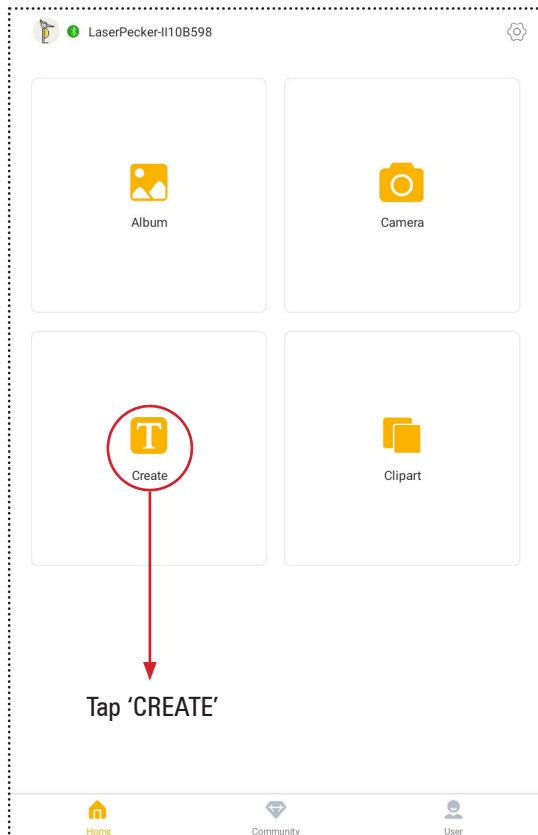 LaserPecker-II10B598
Album
Camera
Create
Clipart
Tap ‘CREATE’
Home
Community
User